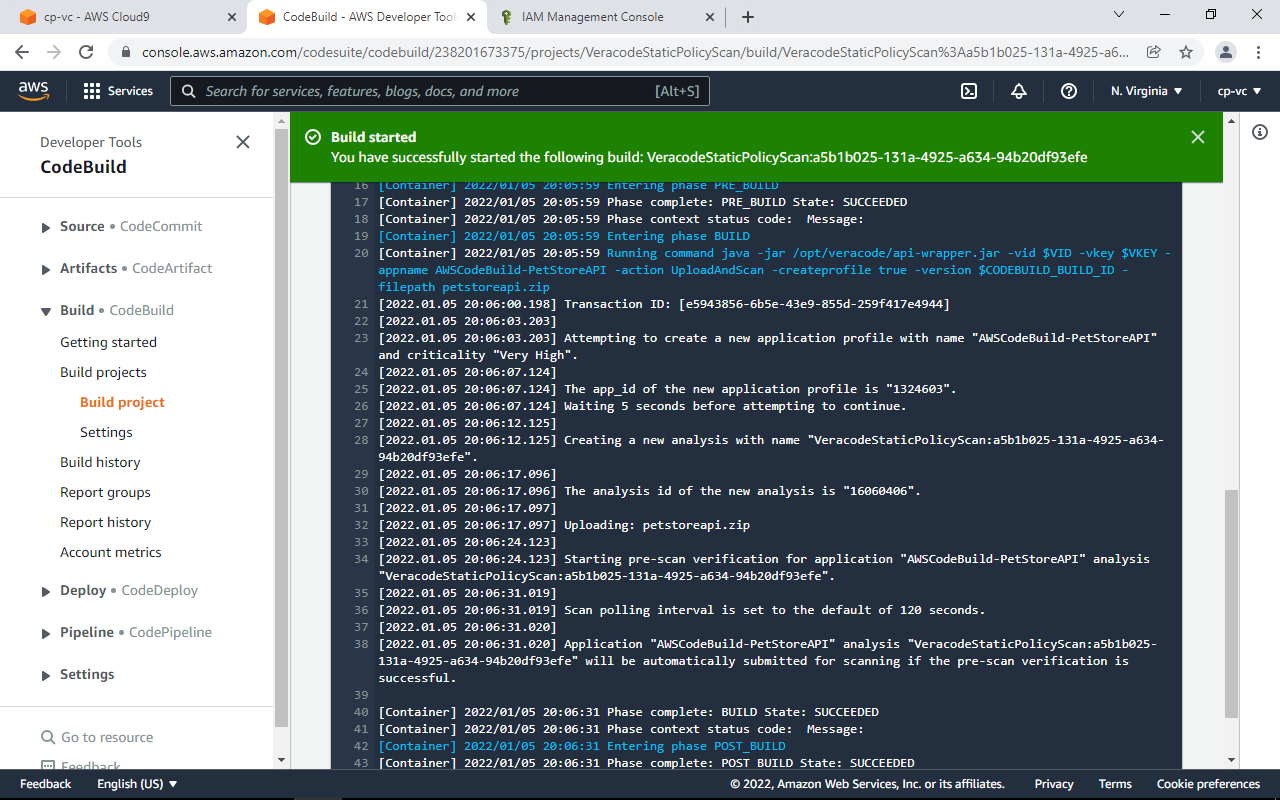 cp-vc - AWS Cloud9
CodeBuild - AWS Developer Tool
IAM Management Console
console.aws.amazon.com/codesuite/codebuild/238201673375/projects/VeracodeStaticPolicyScan/build/VeracodeStaticPolicyScan%3Aa5b1b025-131a-4925-a6...
aws
Services
Search for services, features, blogs, docs, and more
[Alt+S]
N. Virginia
cp-vc
Developer Tools
CodeBuild
Source • CodeCommit
Artifacts • CodeArtifact
Build • CodeBuild
Getting started
Build projects
Build project
Settings
Build history
Report groups
Report history
Account metrics
Deploy • CodeDeploy
Pipeline • CodePipeline
Settings
Go to resource
Feedback
Build started
You have successfully started the following build: VeracodeStaticPolicyScan:a5b1b025-131a-4925-a634-94b20df93efe
16 [Container] 2022/01/05 20:05:59 Entering phase PRE_BUILD
17 [Container] 2022/01/05 20:05:59 Phase complete: PRE_BUILD State: SUCCEEDED
18 [Container] 2022/01/05 20:05:59 Phase context status code:  Message:
19 [Container] 2022/01/05 20:05:59 Entering phase BUILD
20 [Container] 2022/01/05 20:05:59 Running command java -jar /opt/veracode/api-wrapper.jar -vid $VID -vkey $VKEY -
appname AWSCodeBuild-PetStoreAPI -action UploadAndScan -createprofile true -version $CODEBUILD_BUILD_ID -
filepath petstoreapi.zip
21 [2022.01.05 20:06:00.198] Transaction ID: [e5943856-6b5e-43e9-855d-259f417e4944]
22 [2022.01.05 20:06:03.203]
23 [2022.01.05 20:06:03.203] Attempting to create a new application profile with name "AWSCodeBuild-PetStoreAPI"
and criticality "Very High".
24 [2022.01.05 20:06:07.124]
25 [2022.01.05 20:06:07.124] The app_id of the new application profile is "1324603".
26 [2022.01.05 20:06:07.124] Waiting 5 seconds before attempting to continue.
27 [2022.01.05 20:06:12.125]
28 [2022.01.05 20:06:12.125] Creating a new analysis with name "VeracodeStaticPolicyScan:a5b1b025-131a-4925-a634-
94b20df93efe".
29 [2022.01.05 20:06:17.096]
30 [2022.01.05 20:06:17.096] The analysis id of the new analysis is "16060406".
31 [2022.01.05 20:06:17.097]
32 [2022.01.05 20:06:17.097] Uploading: petstoreapi.zip
33 [2022.01.05 20:06:24.123]
34 [2022.01.05 20:06:24.123] Starting pre-scan verification for application "AWSCodeBuild-PetStoreAPI" analysis
"VeracodeStaticPolicyScan:a5b1b025-131a-4925-a634-94b20df93efe".
35 [2022.01.05 20:06:31.019]
36 [2022.01.05 20:06:31.019] Scan polling interval is set to the default of 120 seconds.
37 [2022.01.05 20:06:31.020]
38 [2022.01.05 20:06:31.020] Application "AWSCodeBuild-PetStoreAPI" analysis "VeracodeStaticPolicyScan:a5b1b025-
131a-4925-a634-94b20df93efe" will be automatically submitted for scanning if the pre-scan verification is
successful.
39
40 [Container] 2022/01/05 20:06:31 Phase complete: BUILD State: SUCCEEDED
41 [Container] 2022/01/05 20:06:31 Phase context status code:  Message:
42 [Container] 2022/01/05 20:06:31 Entering phase POST_BUILD
43 [Container] 2022/01/05 20:06:31 Phase complete: POST_BUILD State: SUCCEEDED
Feedback
English (US)
© 2022, Amazon Web Services, Inc. or its affiliates.
Privacy
Terms
Cookie preferences